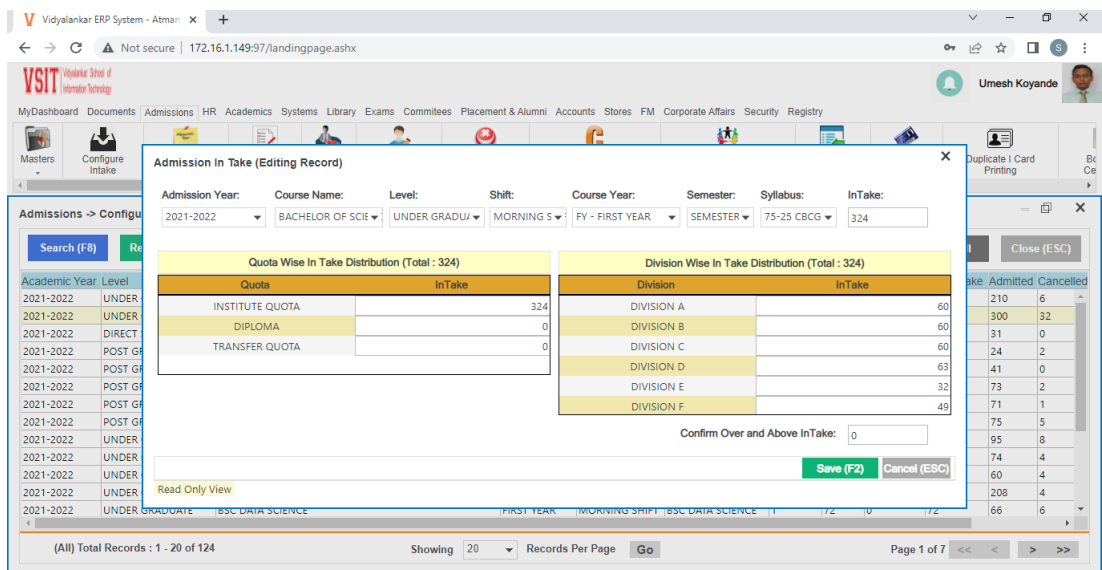 Vidyalankar ERP System - Atman
Not secure | 172.16.1.149:97/landingpage.ashx
S
VSIT Vidyalankar School of Information Technology
Umesh Koyande
MyDashboard Documents Admissions HR Academics Systems Library Exams Commitees Placement & Alumni Accounts Stores FM Corporate Affairs Security Registry
Masters Configure Intake Duplicate I Card Printing Bo Ce
Admission In Take (Editing Record)
Admission Year: Course Name: Level: Shift: Course Year: Semester: Syllabus: InTake:
2021-2022 BACHELOR OF SCIE UNDER GRADUA MORNING S FY - FIRST YEAR SEMESTER 75-25 CBCG 324
Admissions -> Configu
Search (F8) Re Close (ESC)
Quota Wise In Take Distribution (Total : 324) Division Wise In Take Distribution (Total : 324)
Academic Year Level ake Admitted Cancelled
Quota InTake Division InTake
2021-2022 UNDER 210 6
INSTITUTE QUOTA 324 DIVISION A 60
2021-2022 UNDER 300 32
DIPLOMA 0 DIVISION B 60
2021-2022 DIRECT 31 0
TRANSFER QUOTA 0 DIVISION C 60
2021-2022 POST GR 24 2
DIVISION D 63
2021-2022 POST GR 41 0
DIVISION E 32
2021-2022 POST GR 73 2
DIVISION F 49
2021-2022 POST GR 71 1
2021-2022 POST GR 75 5
Confirm Over and Above InTake: 0
2021-2022 UNDER 95 8
2021-2022 UNDER 74 4
Save (F2) Cancel (ESC)
2021-2022 UNDER 60 4
Read Only View
2021-2022 UNDER 208 4
2021-2022 UNDER GRADUATE BSC DATA SCIENCE FIRST YEAR MORNING SHIFT BSC DATA SCIENCE 1 72 0 72 66 6
(All) Total Records : 1 - 20 of 124 Showing 20 Records Per Page Go Page 1 of 7 << < > >>